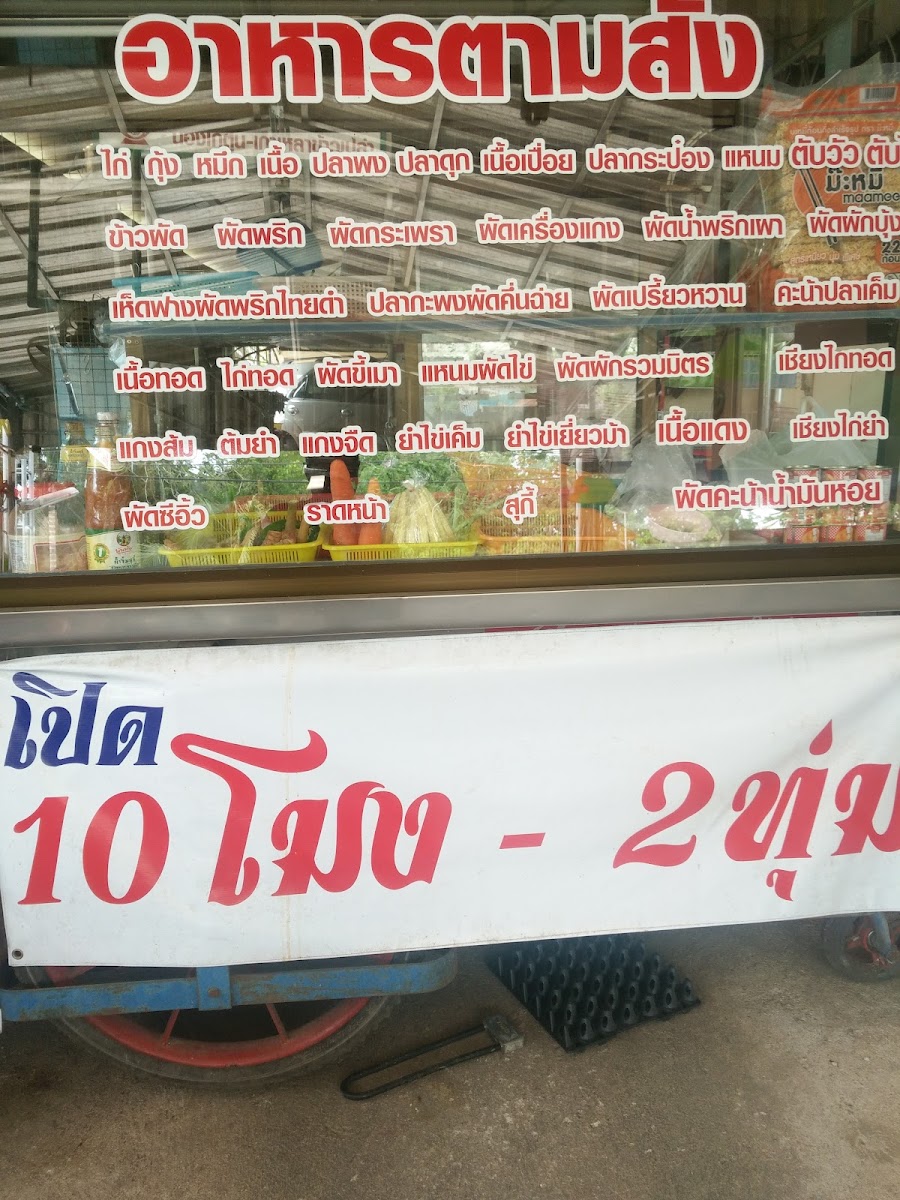 อาหารตามสั่ง
ไก่ กุ้ง หมึก เนื้อ ปลาพง ปลาดุก เนื้อเปื่อย ปลากระป๋อง แหนม ตับวัว
ม๊ะหมี่
maamee
ข้าวผัด ผัดพริก ผัดกระเพรา ผัดเครื่องแกง ผัดน้ำพริกเผา ผัดผักบุ้ง
เห็ดฟางผัดพริกไทยดำ ปลากะพงผัดคื่นฉ่าย ผัดเปรี้ยวหวาน คะน้าปลาเค็ม
เนื้อทอด ไก่ทอด ผัดขี้เมา แหนมผัดไข่ ผัดผักรวมมิตร เชียงไก่ทอด
แกงส้ม ต้มยำ แกงจืด ยำไข่เค็ม ยำไข่เยี่ยวม้า เนื้อแดง เชียงไก่ยำ
ผัดซีอิ้ว ราดหน้า สุกี้ ผัดคะน้าน้ำมันหอย
เปิด
10 โมง - 2 ทุ่ม